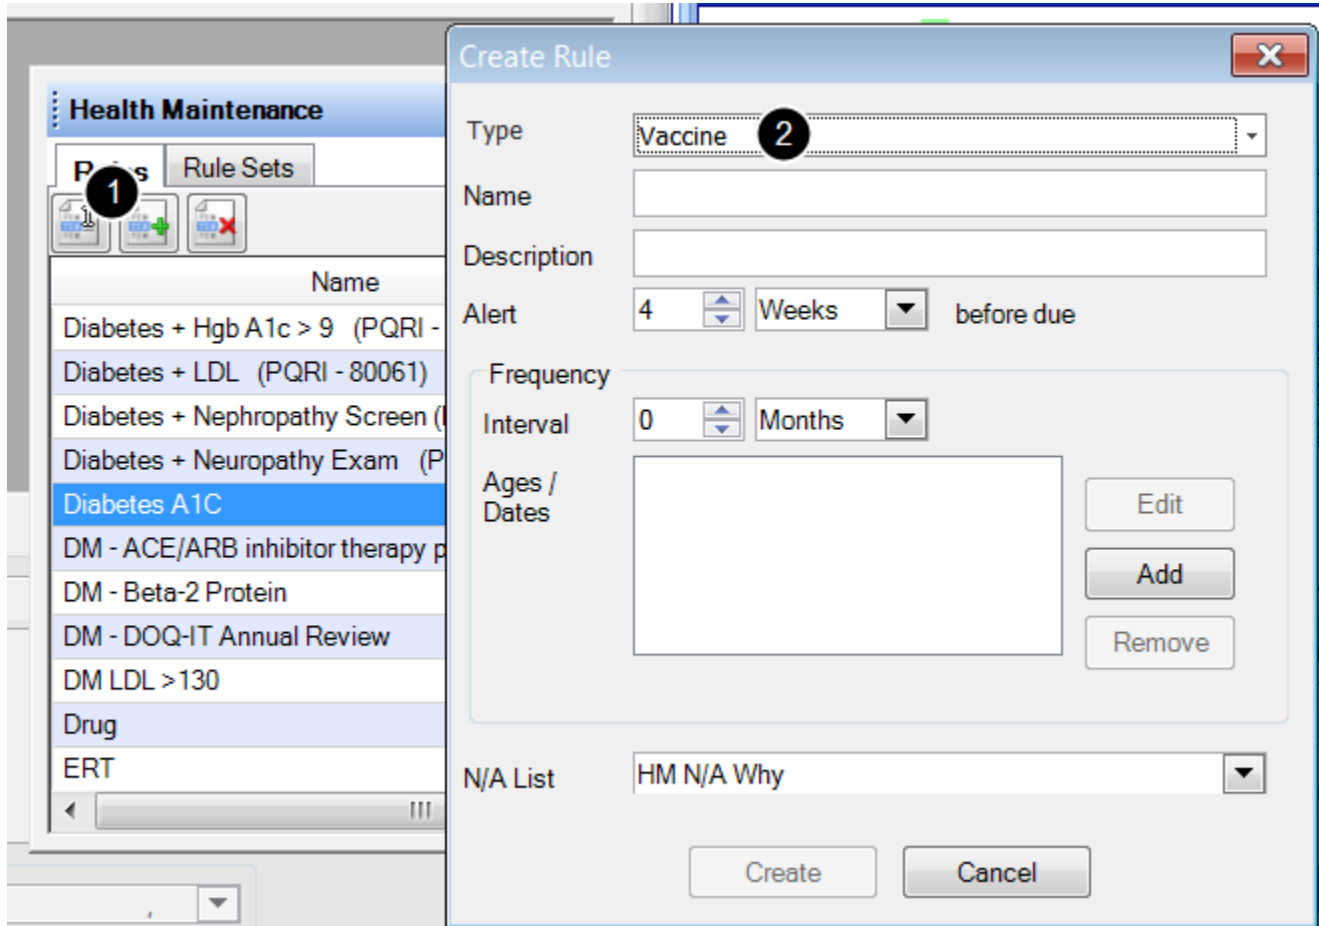 Create Rule
Health Maintenance
Rules
Rule Sets
1
Name
Diabetes + Hgb A1c > 9 (PQRI -
Diabetes + LDL (PQRI - 80061)
Diabetes + Nephropathy Screen (
Diabetes + Neuropathy Exam (P
Diabetes A1C
DM - ACE/ARB inhibitor therapy p
DM - Beta-2 Protein
DM - DOQ-IT Annual Review
DM LDL >130
Drug
ERT
Type Vaccine 2
Name
Description
Alert 4 Weeks before due
Frequency
Interval 0 Months
Ages /
Dates
Edit
Add
Remove
N/A List HM N/A Why
Create Cancel